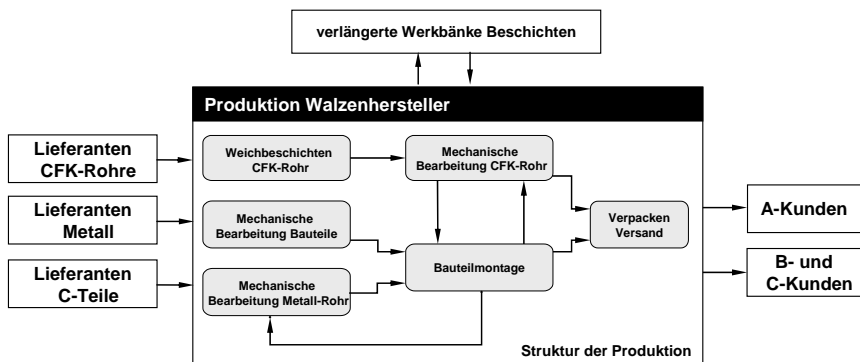 verlängerte Werkbänke Beschichten
Produktion Walzenhersteller
Lieferanten
CFK-Rohre
Lieferanten
Metall
Lieferanten
C-Teile
Weichbeschichten
CFK-Rohr
Mechanische
Bearbeitung CFK-Rohr
Mechanische
Bearbeitung Bauteile
Bauteilmontage
Mechanische
Bearbeitung Metall-Rohr
Verpacken
Versand
A-Kunden
B- und
C-Kunden
Struktur der Produktion